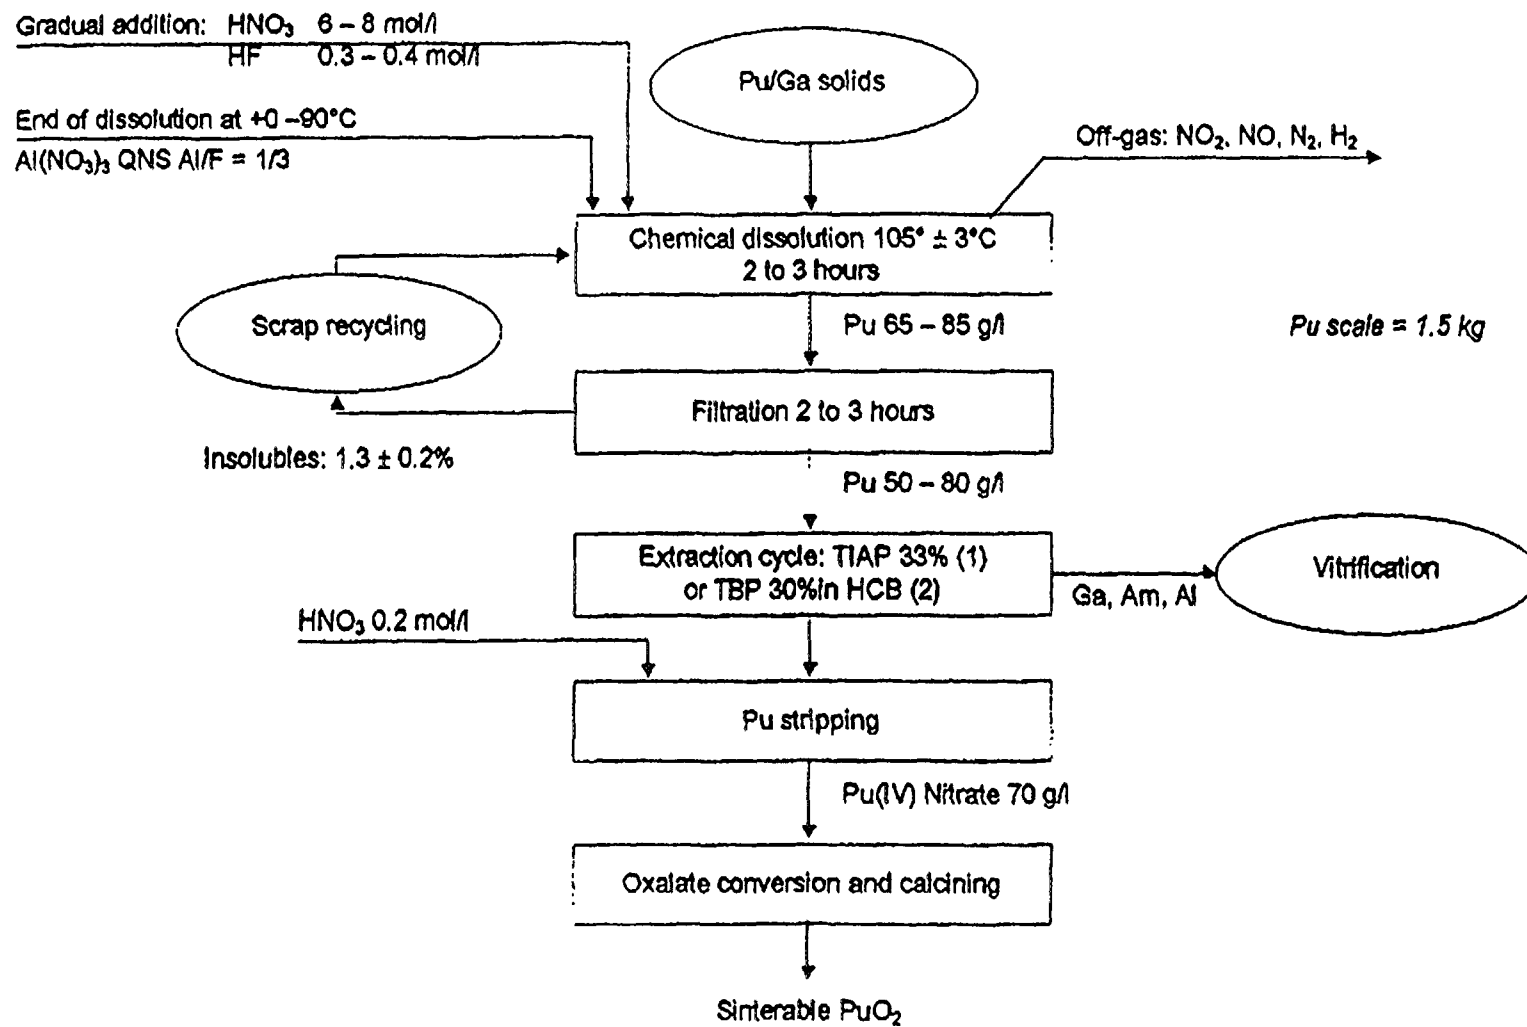 Gradual addition: HNO₃ 6 – 8 mol/l
HF 0.3 – 0.4 mol/l
Pu/Ga solids
End of dissolution at +0 –90°C
Al(NO₃)₃ QNS Al/F = 1/3
Off-gas: NO₂, NO, N₂, H₂
Chemical dissolution 105° ± 3°C
2 to 3 hours
Scrap recycling
Pu 65 – 85 g/l
Pu scale = 1.5 kg
Filtration 2 to 3 hours
Insolubles: 1.3 ± 0.2%
Pu 50 – 80 g/l
Extraction cycle: TIAP 33% (1)
or TBP 30%in HCB (2)
Vitrification
Ga, Am, Al
HNO₃ 0.2 mol/l
Pu stripping
Pu(IV) Nitrate 70 g/l
Oxalate conversion and calcining
Sinterable PuO₂